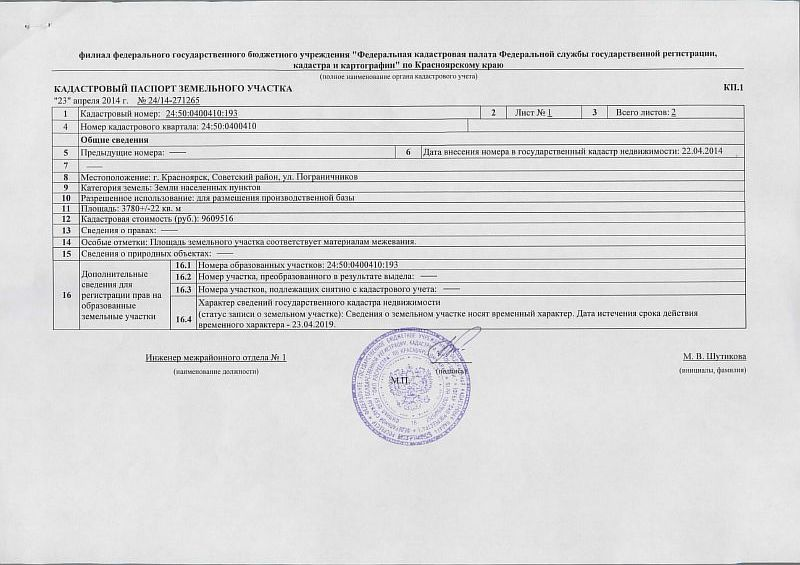 филиал федерального государственного бюджетного учреждения "Федеральная кадастровая палата Федеральной службы государственной регистрации,
кадастра и картографии" по Красноярскому краю
(полное наименование органа кадастрового учета)
КАДАСТРОВЫЙ ПАСПОРТ ЗЕМЕЛЬНОГО УЧАСТКА КП.1
"23" апреля 2014 г. № 24/14-271265
1 Кадастровый номер: 24:50:0400410:193 2 Лист № 1 3 Всего листов: 2
4 Номер кадастрового квартала: 24:50:0400410
Общие сведения
5 Предыдущие номера: — 6 Дата внесения номера в государственный кадастр недвижимости: 22.04.2014
7 —
8 Местоположение: г. Красноярск, Советский район, ул. Пограничников
9 Категория земель: Земли населенных пунктов
10 Разрешенное использование: для размещения производственной базы
11 Площадь: 3780+/-22 кв. м
12 Кадастровая стоимость (руб.): 9609516
13 Сведения о правах: —
14 Особые отметки: Площадь земельного участка соответствует материалам межевания.
15 Сведения о природных объектах: —
16 Дополнительные
сведения для
регистрации прав на
образованные
земельные участки
16.1 Номера образованных участков: 24:50:0400410:193
16.2 Номер участка, преобразованного в результате выдела: —
16.3 Номера участков, подлежащих снятию с кадастрового учета: —
16.4 Характер сведений государственного кадастра недвижимости
(статус записи о земельном участке): Сведения о земельном участке носят временный характер. Дата истечения срока действия
временного характера - 23.04.2019.
Инженер межрайонного отдела № 1 М. В. Шутикова
(наименование должности) М.П. (подпись) (инициалы, фамилия)